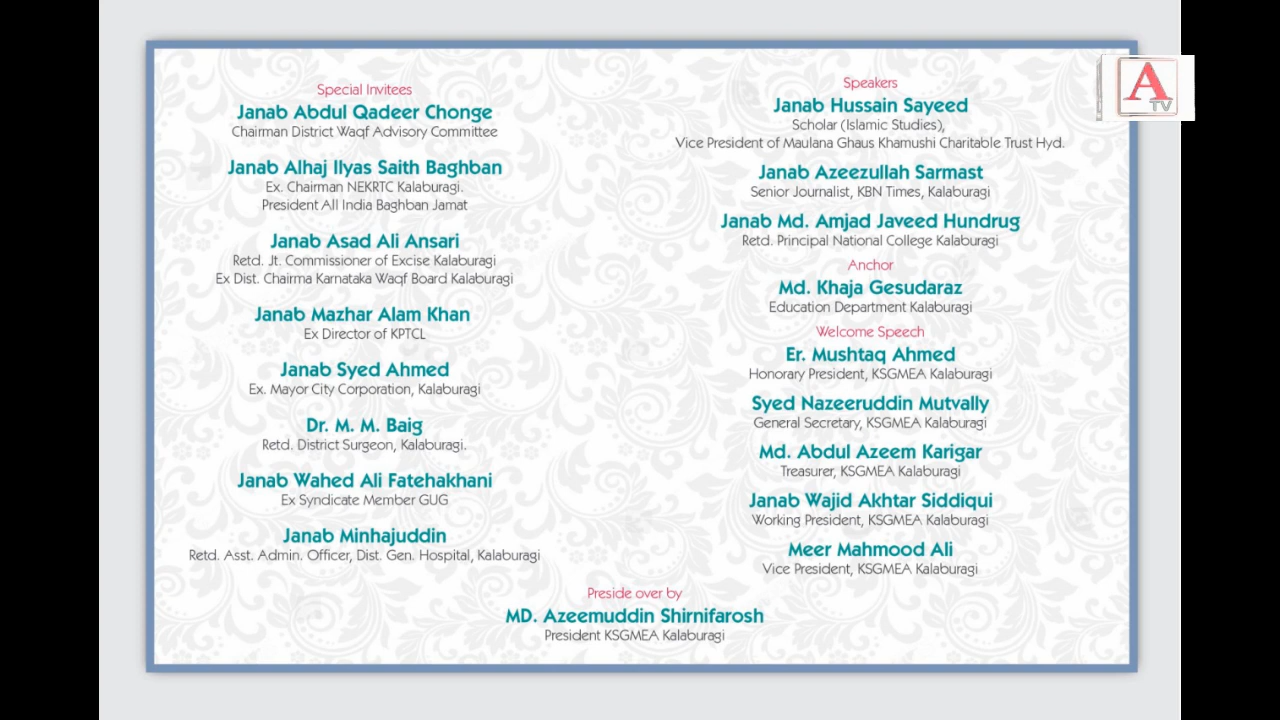 Special Invitees
Janab Abdul Qadeer Chonge
Chairman District Waqf Advisory Committee
Janab Alhaj Ilyas Saith Baghban
Ex. Chairman NEKRTC Kalaburagi.
President All India Baghban Jamat
Janab Asad Ali Ansari
Retd. Jt. Commissioner of Excise Kalaburagi
Ex Dist. Chairma Karnataka Waqf Board Kalaburagi
Janab Mazhar Alam Khan
Ex Director of KPTCL
Janab Syed Ahmed
Ex. Mayor City Corporation, Kalaburagi
Dr. M. M. Baig
Retd. District Surgeon, Kalaburagi.
Janab Wahed Ali Fatehakhani
Ex Syndicate Member GUG
Janab Minhajuddin
Retd. Asst. Admin. Officer, Dist. Gen. Hospital, Kalaburagi
Speakers
Janab Hussain Sayeed
Scholar (Islamic Studies),
Vice President of Maulana Ghaus Khamushi Charitable Trust Hyd.
Janab Azeezullah Sarmast
Senior Journalist, KBN Times, Kalaburagi
Janab Md. Amjad Javeed Hundrug
Retd. Principal National College Kalaburagi
Anchor
Md. Khaja Gesudaraz
Education Department Kalaburagi
Welcome Speech
Er. Mushtaq Ahmed
Honorary President, KSGMEA Kalaburagi
Syed Nazeeruddin Mutvally
General Secretary, KSGMEA Kalaburagi
Md. Abdul Azeem Karigar
Treasurer, KSGMEA Kalaburagi
Janab Wajid Akhtar Siddiqui
Working President, KSGMEA Kalaburagi
Meer Mahmood Ali
Vice President, KSGMEA Kalaburagi
Preside over by
MD. Azeemuddin Shirnifarosh
President KSGMEA Kalaburagi
A TV